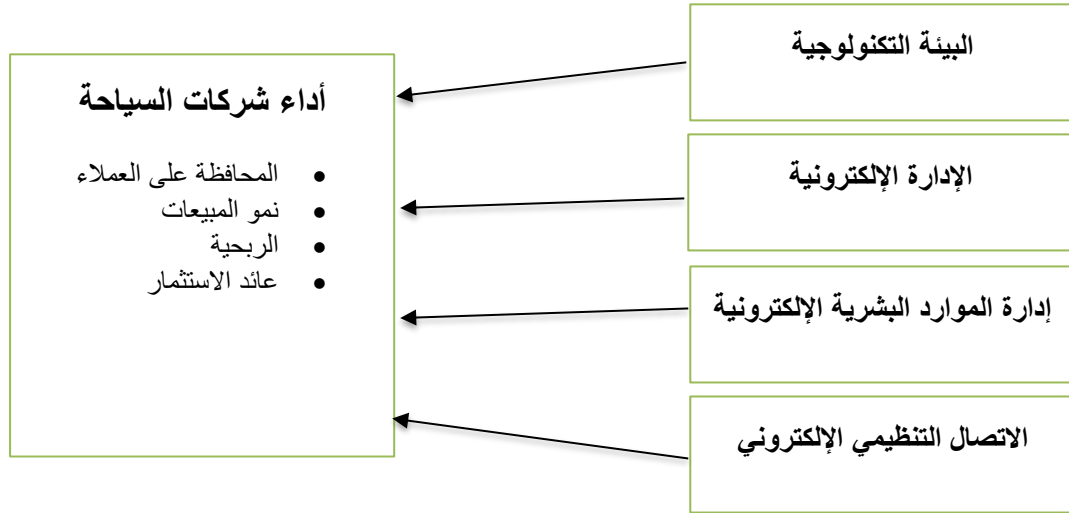 البيئة التكنولوجية
الإدارة الإلكترونية
إدارة الموارد البشرية الإلكترونية
الاتصال التنظيمي الإلكتروني
أداء شركات السياحة
● المحافظة على العملاء
● نمو المبيعات
● الربحية
● عائد الاستثمار